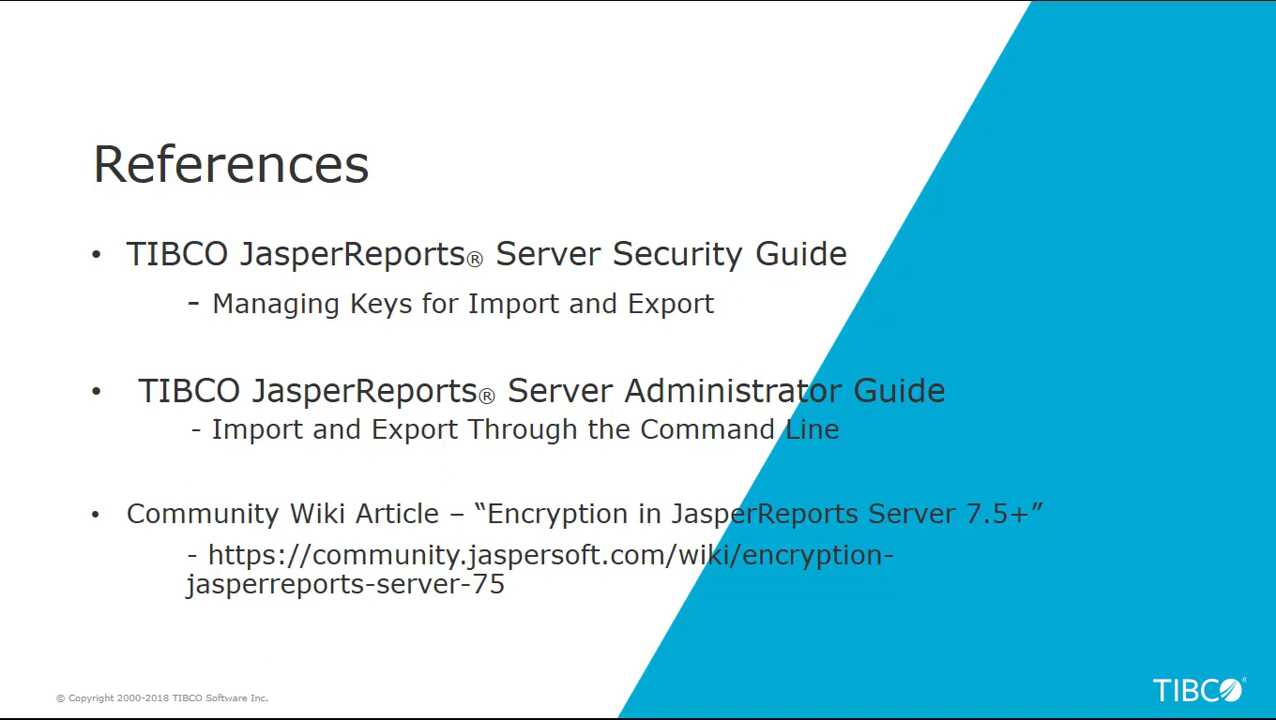 References
• TIBCO JasperReports® Server Security Guide
- Managing Keys for Import and Export
• TIBCO JasperReports® Server Administrator Guide
- Import and Export Through the Command Line
• Community Wiki Article – “Encryption in JasperReports Server 7.5+”
- https://community.jaspersoft.com/wiki/encryption-
jasperreports-server-75
© Copyright 2000-2018 TIBCO Software Inc.
TIBCO®